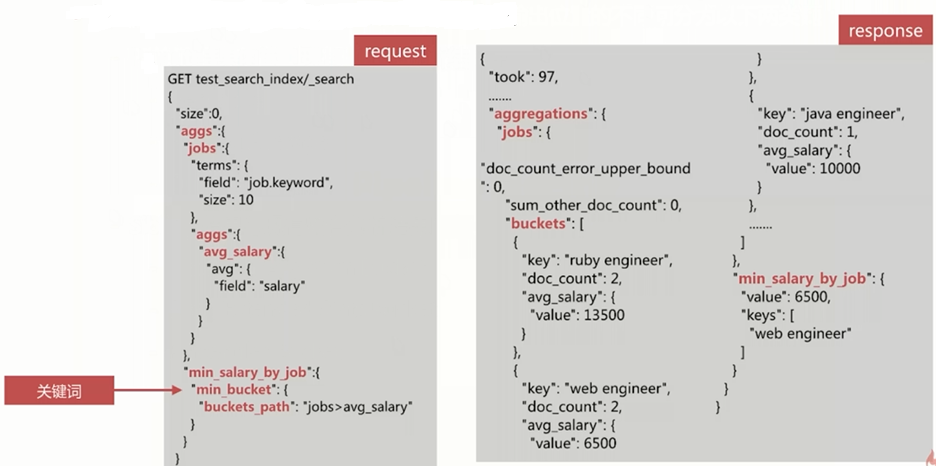 request
GET test_search_index/_search
{
"size":0,
"aggs":{
"jobs":{
"terms": {
"field": "job.keyword",
"size": 10
},
"aggs":{
"avg_salary":{
"avg": {
"field": "salary"
}
}
}
},
"min_salary_by_job":{
"min_bucket": {
"buckets_path": "jobs>avg_salary"
}
}
}
关键词
response
{
"took": 97,
.......
"aggregations": {
"jobs": {
"doc_count_error_upper_bound
": 0,
"sum_other_doc_count": 0,
"buckets": [
{
"key": "ruby engineer",
"doc_count": 2,
"avg_salary": {
"value": 13500
}
},
{
"key": "web engineer",
"doc_count": 2,
"avg_salary": {
"value": 6500
}
},
{
"key": "java engineer",
"doc_count": 1,
"avg_salary": {
"value": 10000
}
},
.......
]
},
"min_salary_by_job": {
"value": 6500,
"keys": [
"web engineer"
]
}
}
}